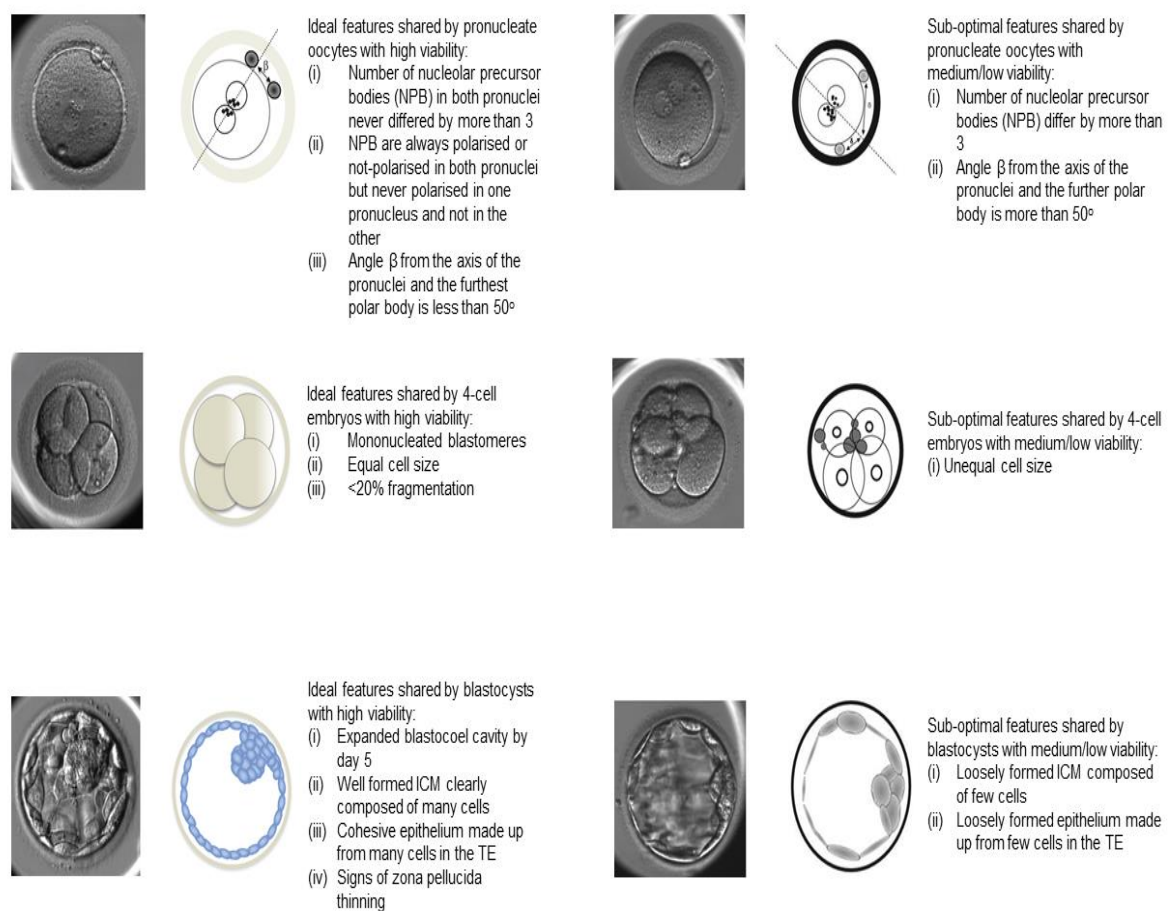 Ideal features shared by pronucleate
oocytes with high viability:
(i) Number of nucleolar precursor
bodies (NPB) in both pronuclei
never differed by more than 3
(ii) NPB are always polarised or
not-polarised in both pronuclei
but never polarised in one
pronucleus and not in the
other
(iii) Angle β from the axis of the
pronuclei and the furthest
polar body is less than 50º
β
Sub-optimal features shared by
pronucleate oocytes with
medium/low viability:
(i) Number of nucleolar precursor
bodies (NPB) differ by more than
3
(ii) Angle β from the axis of the
pronuclei and the further polar
body is more than 50º
Ideal features shared by 4-cell
embryos with high viability:
(i) Mononucleated blastomeres
(ii) Equal cell size
(iii) <20% fragmentation
Sub-optimal features shared by 4-cell
embryos with medium/low viability:
(i) Unequal cell size
Ideal features shared by blastocysts
with high viability:
(i) Expanded blastocoel cavity by
day 5
(ii) Well formed ICM clearly
composed of many cells
(iii) Cohesive epithelium made up
from many cells in the TE
(iv) Signs of zona pellucida
thinning
Sub-optimal features shared by
blastocysts with medium/low viability:
(i) Loosely formed ICM composed
of few cells
(ii) Loosely formed epithelium made
up from few cells in the TE